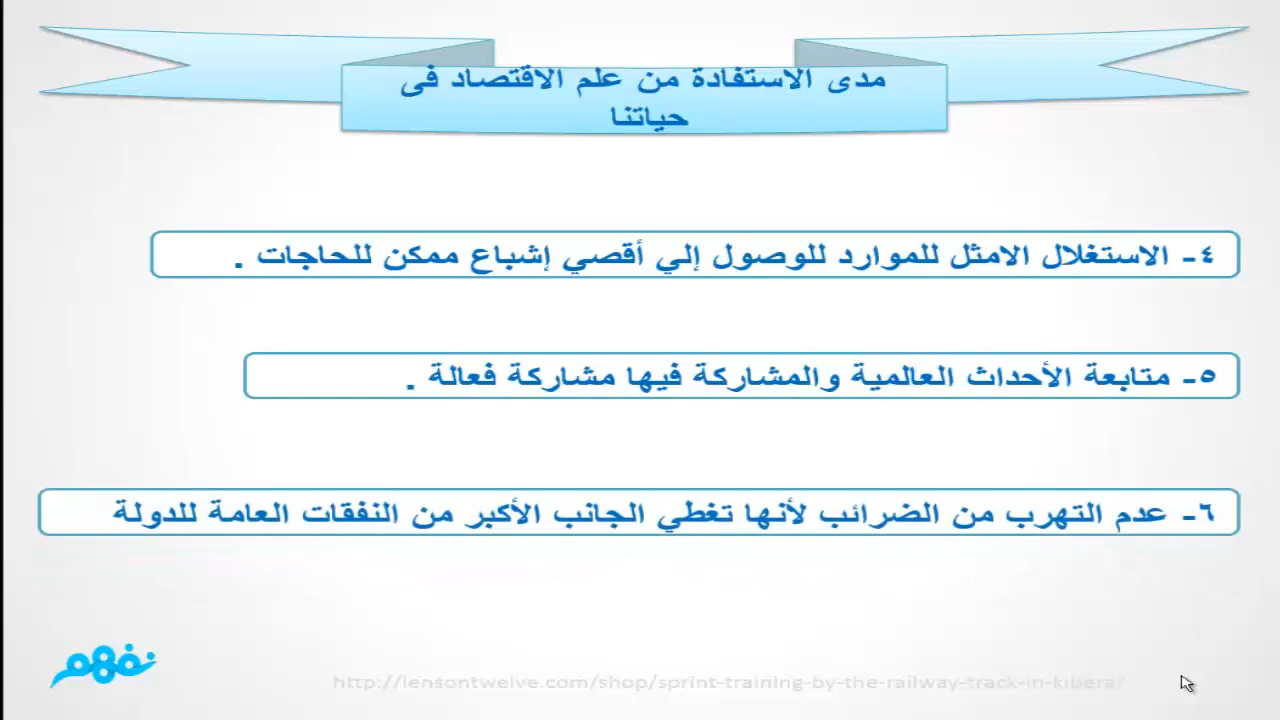 مدى الاستفادة من علم الاقتصاد فى
حياتنا
٤- الاستغلال الامثل للموارد للوصول إلي أقصي إشباع ممكن للحاجات .
٥- متابعة الأحداث العالمية والمشاركة فيها مشاركة فعالة .
٦- عدم التهرب من الضرائب لأنها تغطي الجانب الأكبر من النفقات العامة للدولة
نفهم
http://lensontwelve.com/shop/sprint-training-by-the-railway-track-in-kibera/